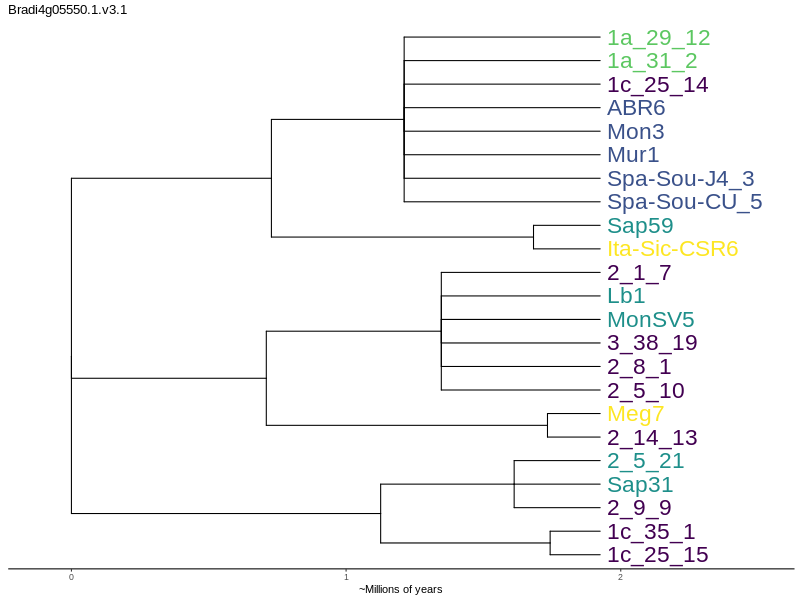 Bradi4g05550.1.v3.1
1a_29_12
1a_31_2
1c_25_14
ABR6
Mon3
Mur1
Spa-Sou-J4_3
Spa-Sou-CU_5
Sap59
Ita-Sic-CSR6
2_1_7
Lb1
MonSV5
3_38_19
2_8_1
2_5_10
Meg7
2_14_13
2_5_21
Sap31
2_9_9
1c_35_1
1c_25_15
0 1 2
~Millions of years